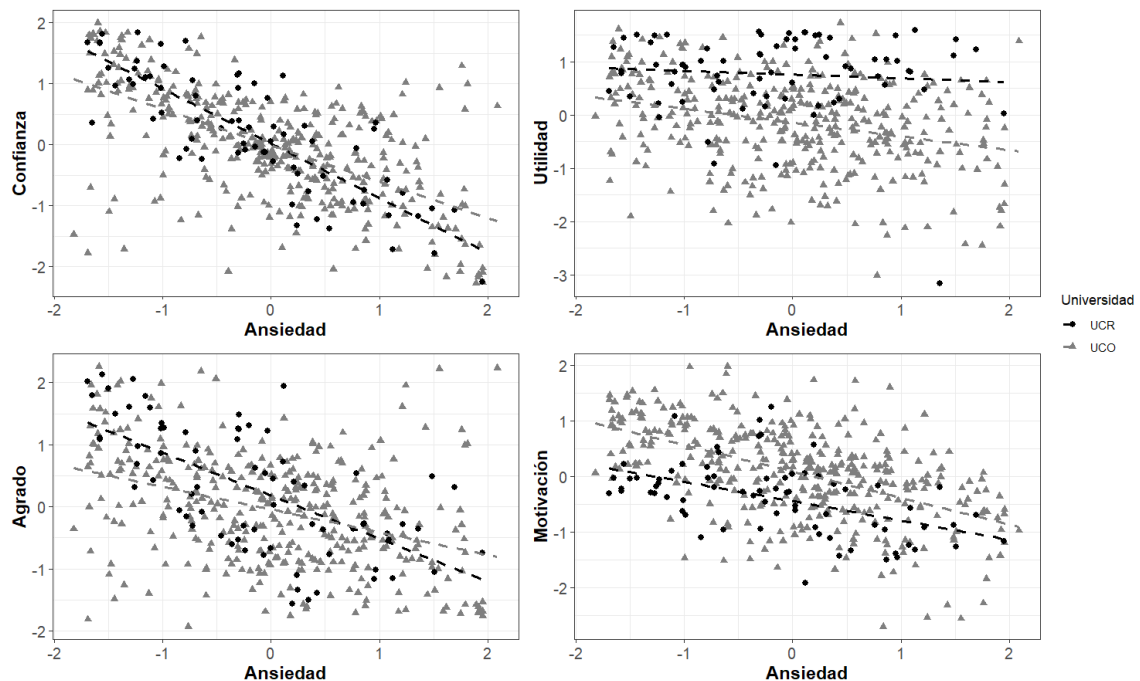 Confianza
2
1
0
-1
-2
-2 -1 0 1 2
Ansiedad
Utilidad
1
0
-1
-2
-3
-2 -1 0 1 2
Ansiedad
Universidad
UCR
UCO
Agrado
2
1
0
-1
-2
-2 -1 0 1 2
Ansiedad
Motivación
2
1
0
-1
-2
-2 -1 0 1 2
Ansiedad